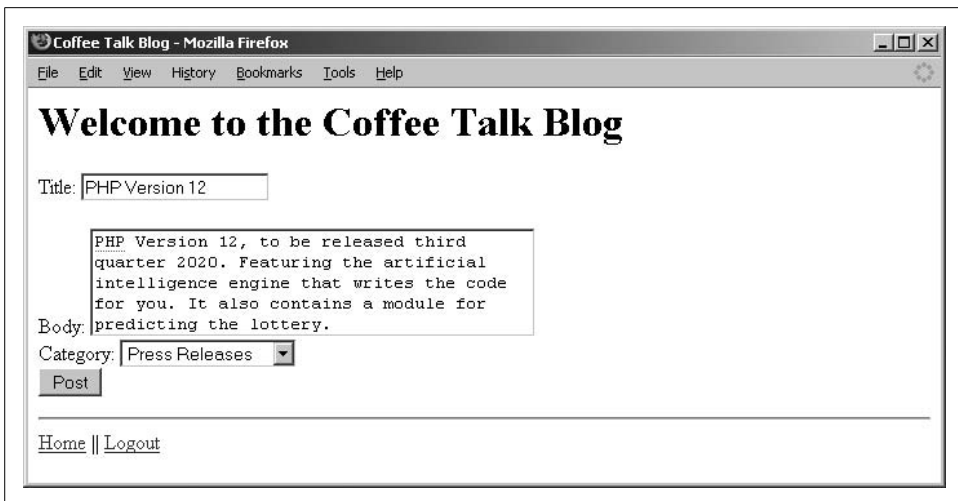 Coffee Talk Blog - Mozilla Firefox
File Edit View History Bookmarks Tools Help
Welcome to the Coffee Talk Blog
Title: PHP Version 12
PHP Version 12, to be released third
quarter 2020. Featuring the artificial
intelligence engine that writes the code
for you. It also contains a module for
Body: predicting the lottery.
Category: Press Releases
Post
Home || Logout